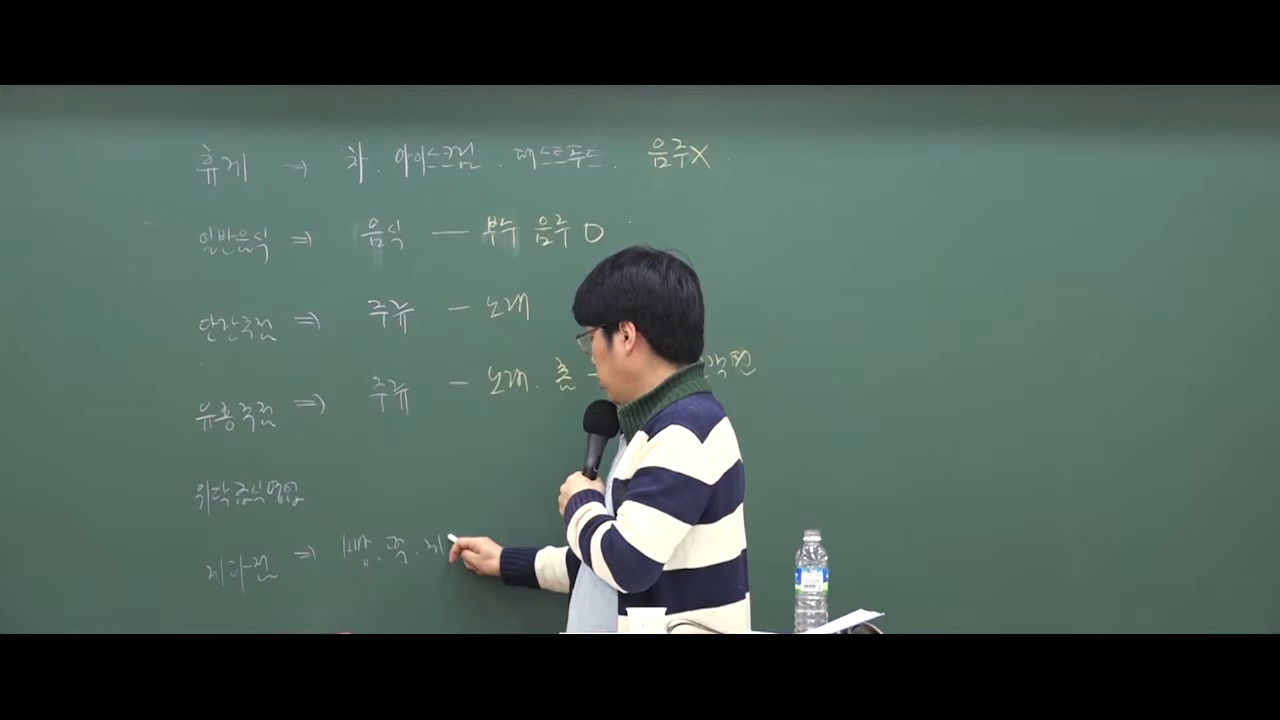 휴게 ⇒ 차. 아이스크림. 패스트푸드. 음주X
일반음식 ⇒ 음식 — 부수 음주 O
단란주점 ⇒ 주류 — 노래
유흥주점 ⇒ 주류 — 노래. 춤
위탁급식영업
제과점 ⇒ 빵. 떡. 제